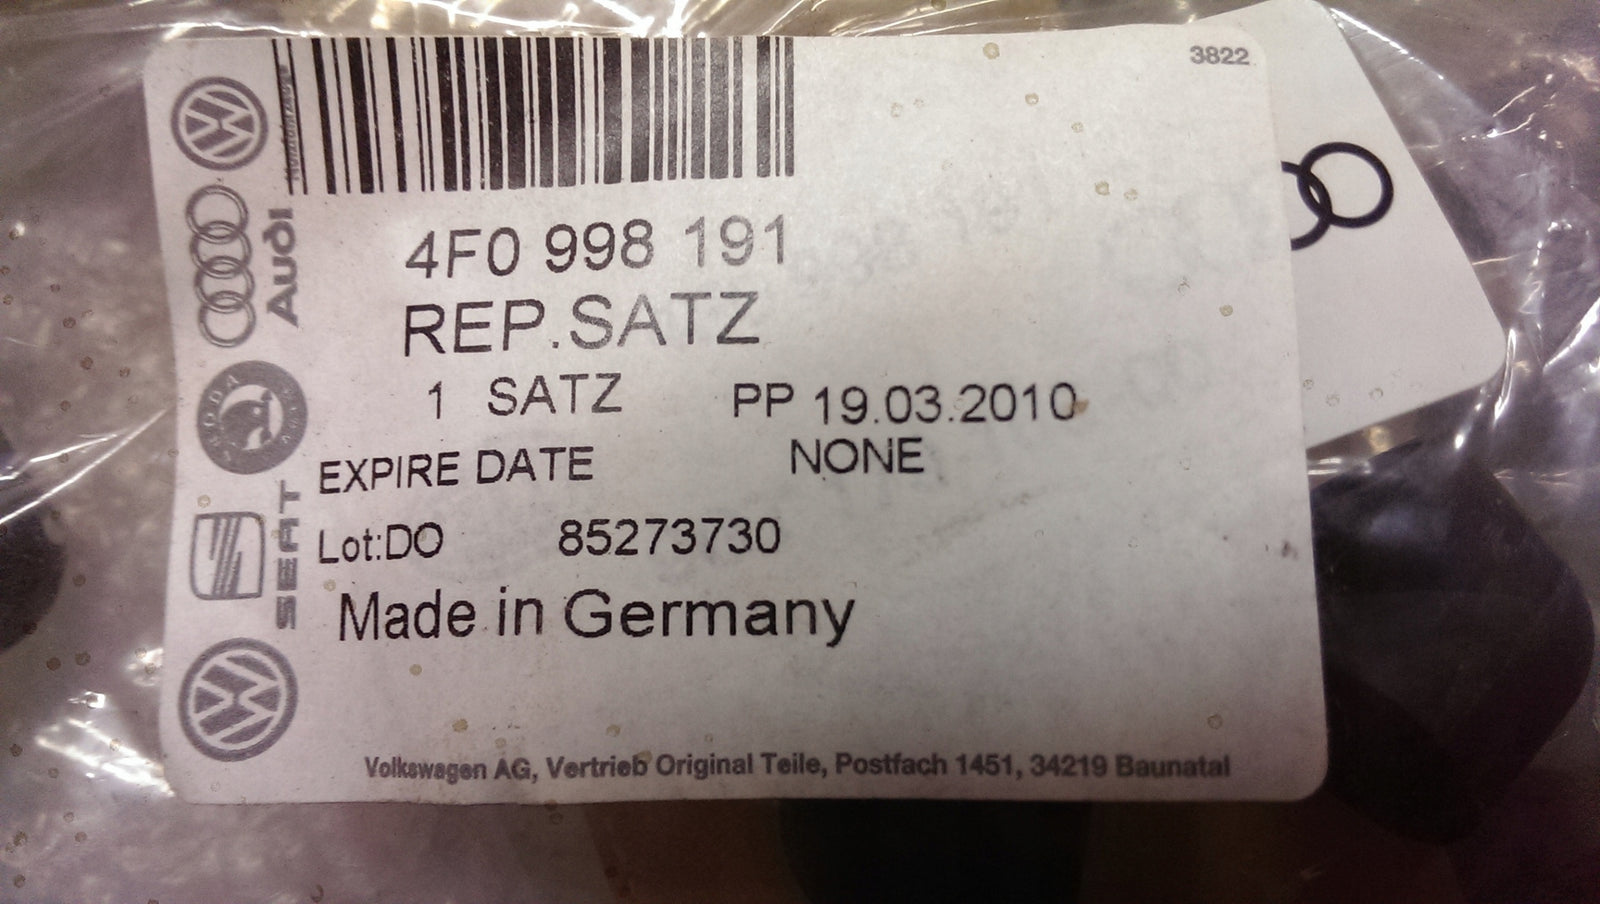 3822
4F0 998 191
REP.SATZ
1 SATZ PP 19.03.2010
EXPIRE DATE NONE
Lot:DO 85273730
Made in Germany
Volkswagen AG, Vertrieb Original Teile, Postfach 1451, 34219 Baunatal
Audi
SKODA
SEAT